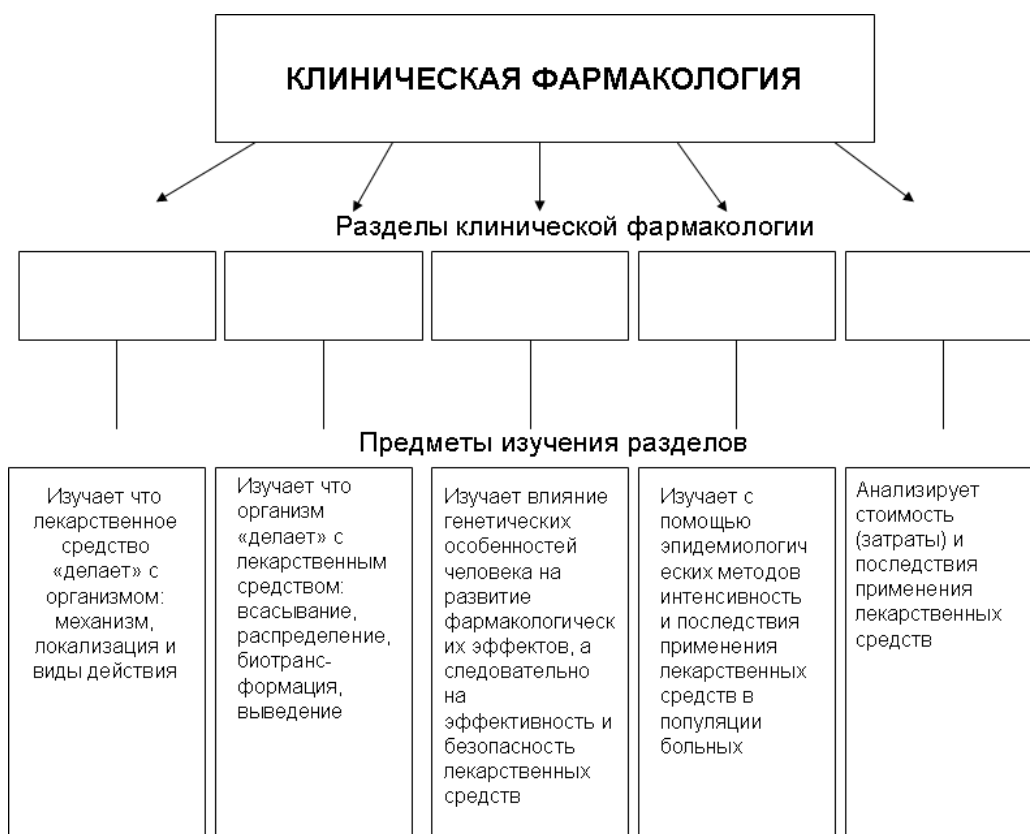 КЛИНИЧЕСКАЯ ФАРМАКОЛОГИЯ
Разделы клинической фармакологии
Предметы изучения разделов
Изучает что
лекарственное
средство
«делает» с
организмом:
механизм,
локализация и
виды действия
Изучает что
организм
«делает» с
лекарственным
средством:
всасывание,
распределение,
биотранс-
формация,
выведение
Изучает влияние
генетических
особенностей
человека на
развитие
фармакологическ
их эффектов, а
следовательно
на
эффективность и
безопасность
лекарственных
средств
Изучает с
помощью
эпидемиологич
еских методов
интенсивность
и последствия
применения
лекарственных
средств в
популяции
больных
Анализирует
стоимость
(затраты) и
последствия
применения
лекарственных
средств